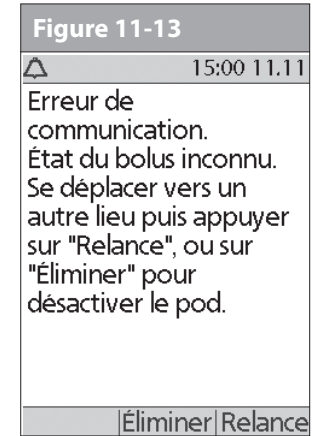 Figure 11-13
15:00 11.11
Erreur de
communication.
État du bolus inconnu.
Se déplacer vers un
autre lieu puis appuyer
sur "Relance", ou sur
"Éliminer" pour
désactiver le pod.
Éliminer Relance